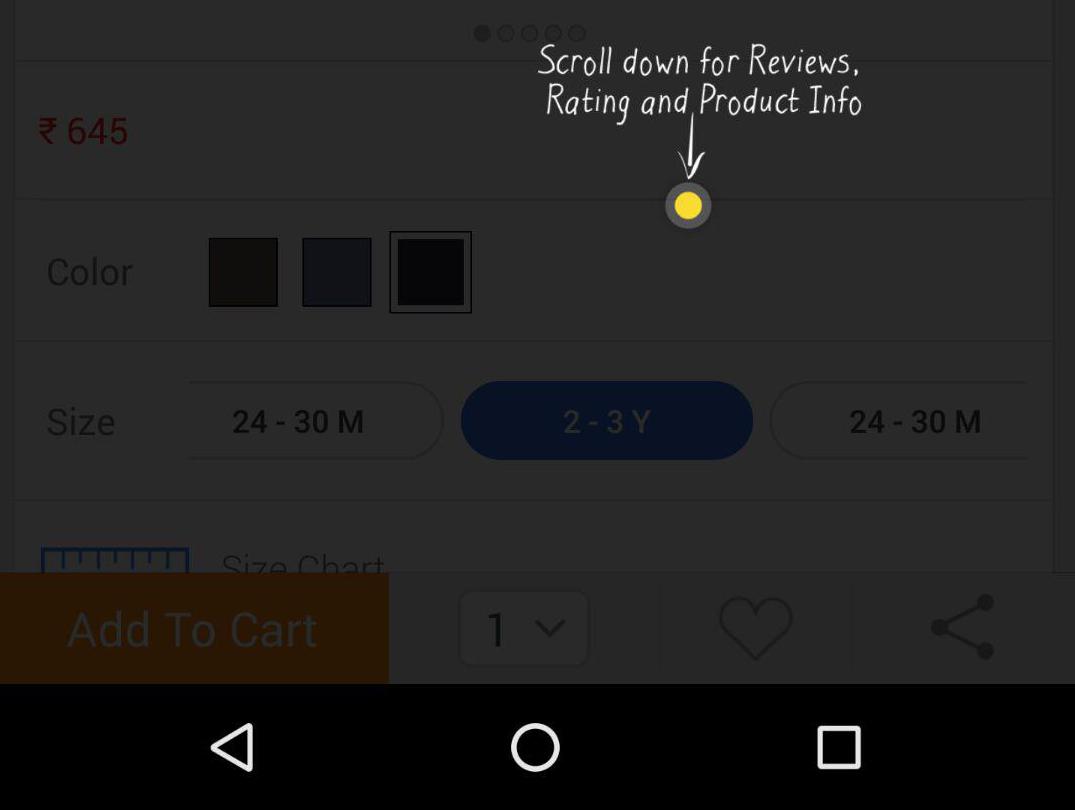 Scroll down for Reviews,
Rating and Product Info
₹ 645
Color
Size
24 - 30 M
2 - 3 Y
24 - 30 M
Size Chart
Add To Cart
1